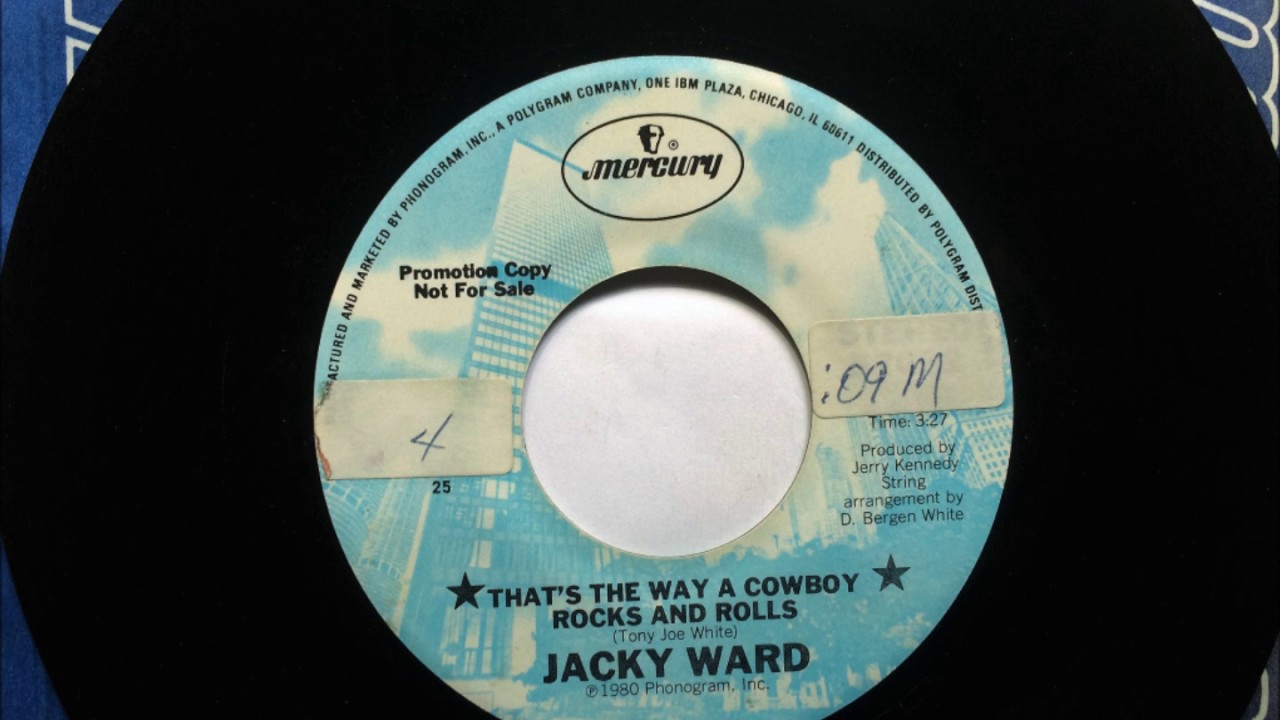 ACTURED AND MARKETED BY PHONOGRAM, INC., A POLYGRAM COMPANY, ONE IBM PLAZA, CHICAGO, IL 60611 DISTRIBUTED BY POLYGRAM DIST
mercury
®
Promotion Copy
Not For Sale
:09 M
4
25
Time: 3:27
Produced by
Jerry Kennedy
String
arrangement by
D. Bergen White
★THAT'S THE WAY A COWBOY ★
ROCKS AND ROLLS
(Tony Joe White)
JACKY WARD
℗1980 Phonogram, Inc.